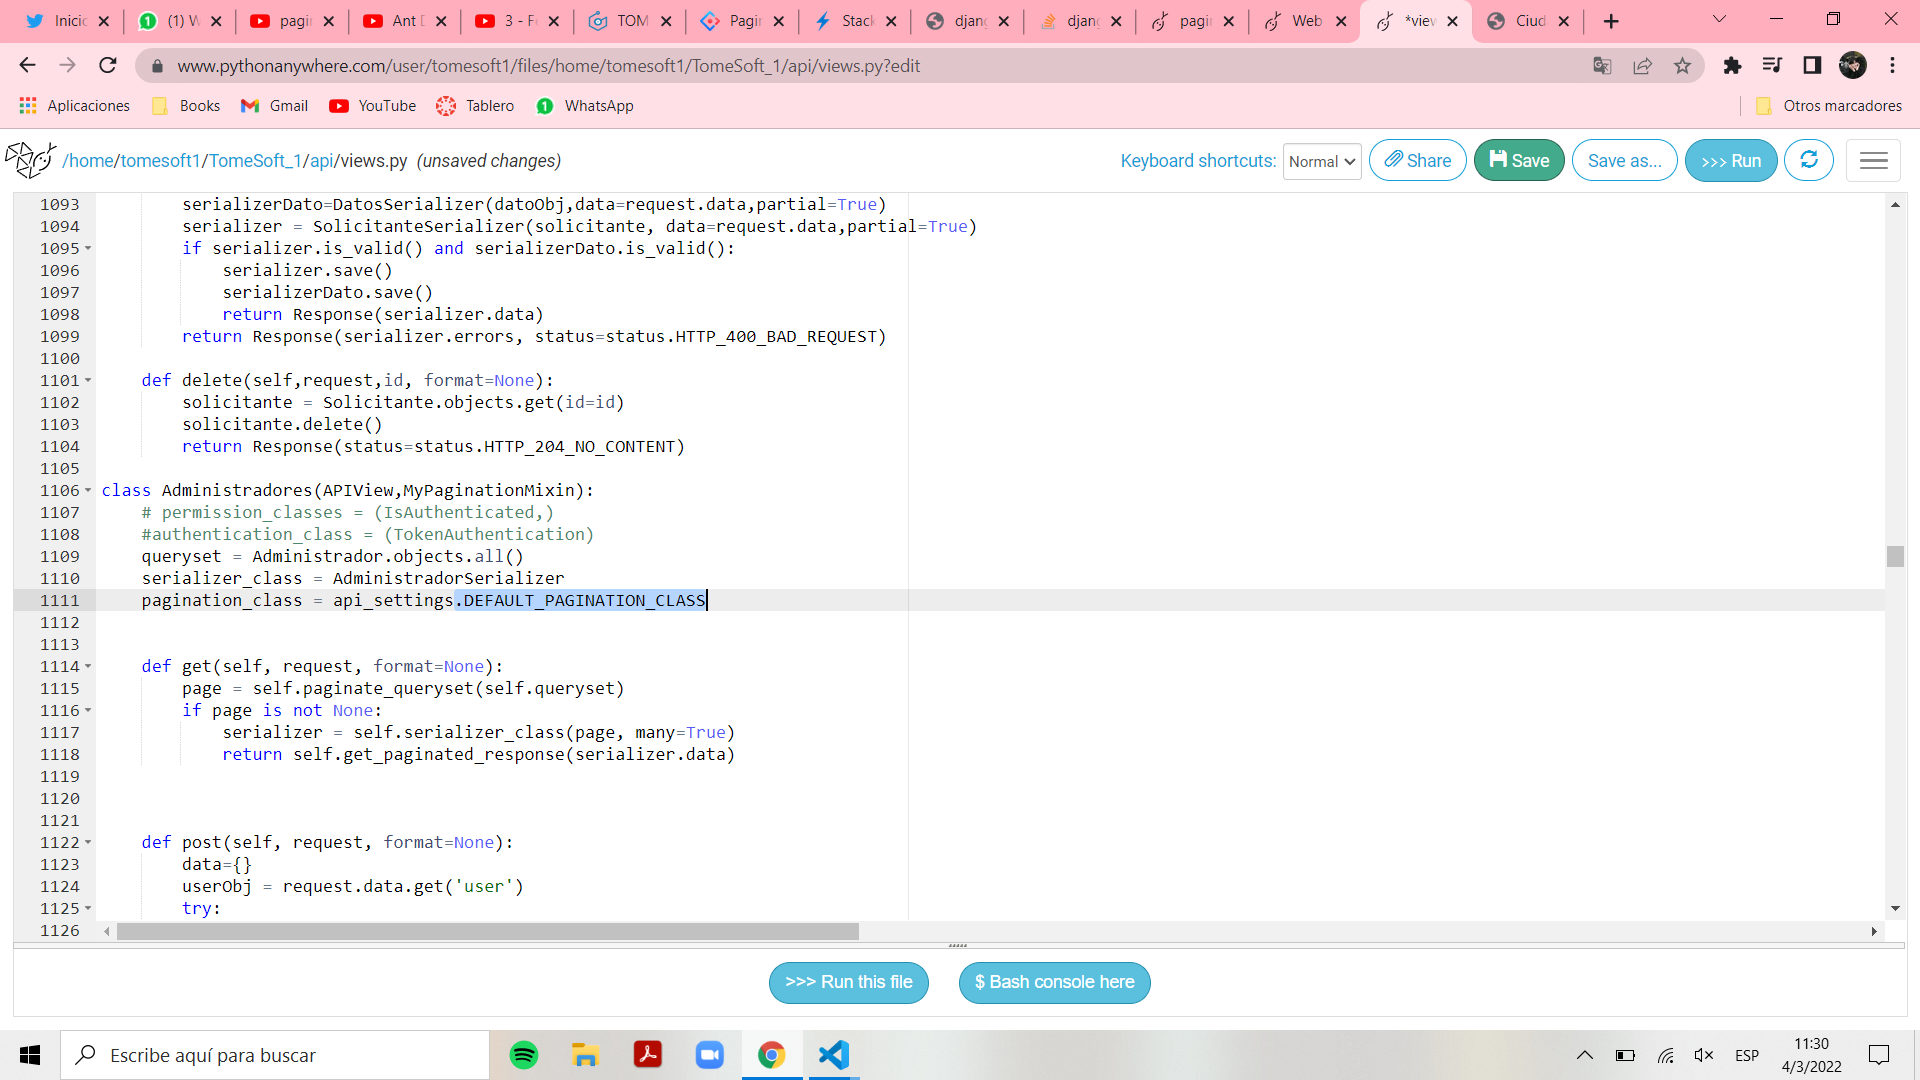 Inicio
(1) W
pagin
Ant D
3 - F
TOM
Pagin
Stack
djang
djang
pagin
Web
*view
Ciud
www.pythonanywhere.com/user/tomesoft1/files/home/tomesoft1/TomeSoft_1/api/views.py?edit
Aplicaciones
Books
Gmail
YouTube
Tablero
WhatsApp
Otros marcadores
/home/tomesoft1/TomeSoft_1/api/views.py (unsaved changes)
Keyboard shortcuts:
Normal
Share
Save
Save as...
>>> Run
1093 serializerDato=DatosSerializer(datoObj,data=request.data,partial=True)
1094 serializer = SolicitanteSerializer(solicitante, data=request.data,partial=True)
1095 if serializer.is_valid() and serializerDato.is_valid():
1096 serializer.save()
1097 serializerDato.save()
1098 return Response(serializer.data)
1099 return Response(serializer.errors, status=status.HTTP_400_BAD_REQUEST)
1100
1101 def delete(self,request,id, format=None):
1102 solicitante = Solicitante.objects.get(id=id)
1103 solicitante.delete()
1104 return Response(status=status.HTTP_204_NO_CONTENT)
1105
1106 class Administradores(APIView,MyPaginationMixin):
1107 # permission_classes = (IsAuthenticated,)
1108 #authentication_class = (TokenAuthentication)
1109 queryset = Administrador.objects.all()
1110 serializer_class = AdministradorSerializer
1111 pagination_class = api_settings.DEFAULT_PAGINATION_CLASS
1112
1113
1114 def get(self, request, format=None):
1115 page = self.paginate_queryset(self.queryset)
1116 if page is not None:
1117 serializer = self.serializer_class(page, many=True)
1118 return self.get_paginated_response(serializer.data)
1119
1120
1121
1122 def post(self, request, format=None):
1123 data={}
1124 userObj = request.data.get('user')
1125 try:
1126
>>> Run this file
$ Bash console here
Escribe aquí para buscar
ESP
11:30
4/3/2022